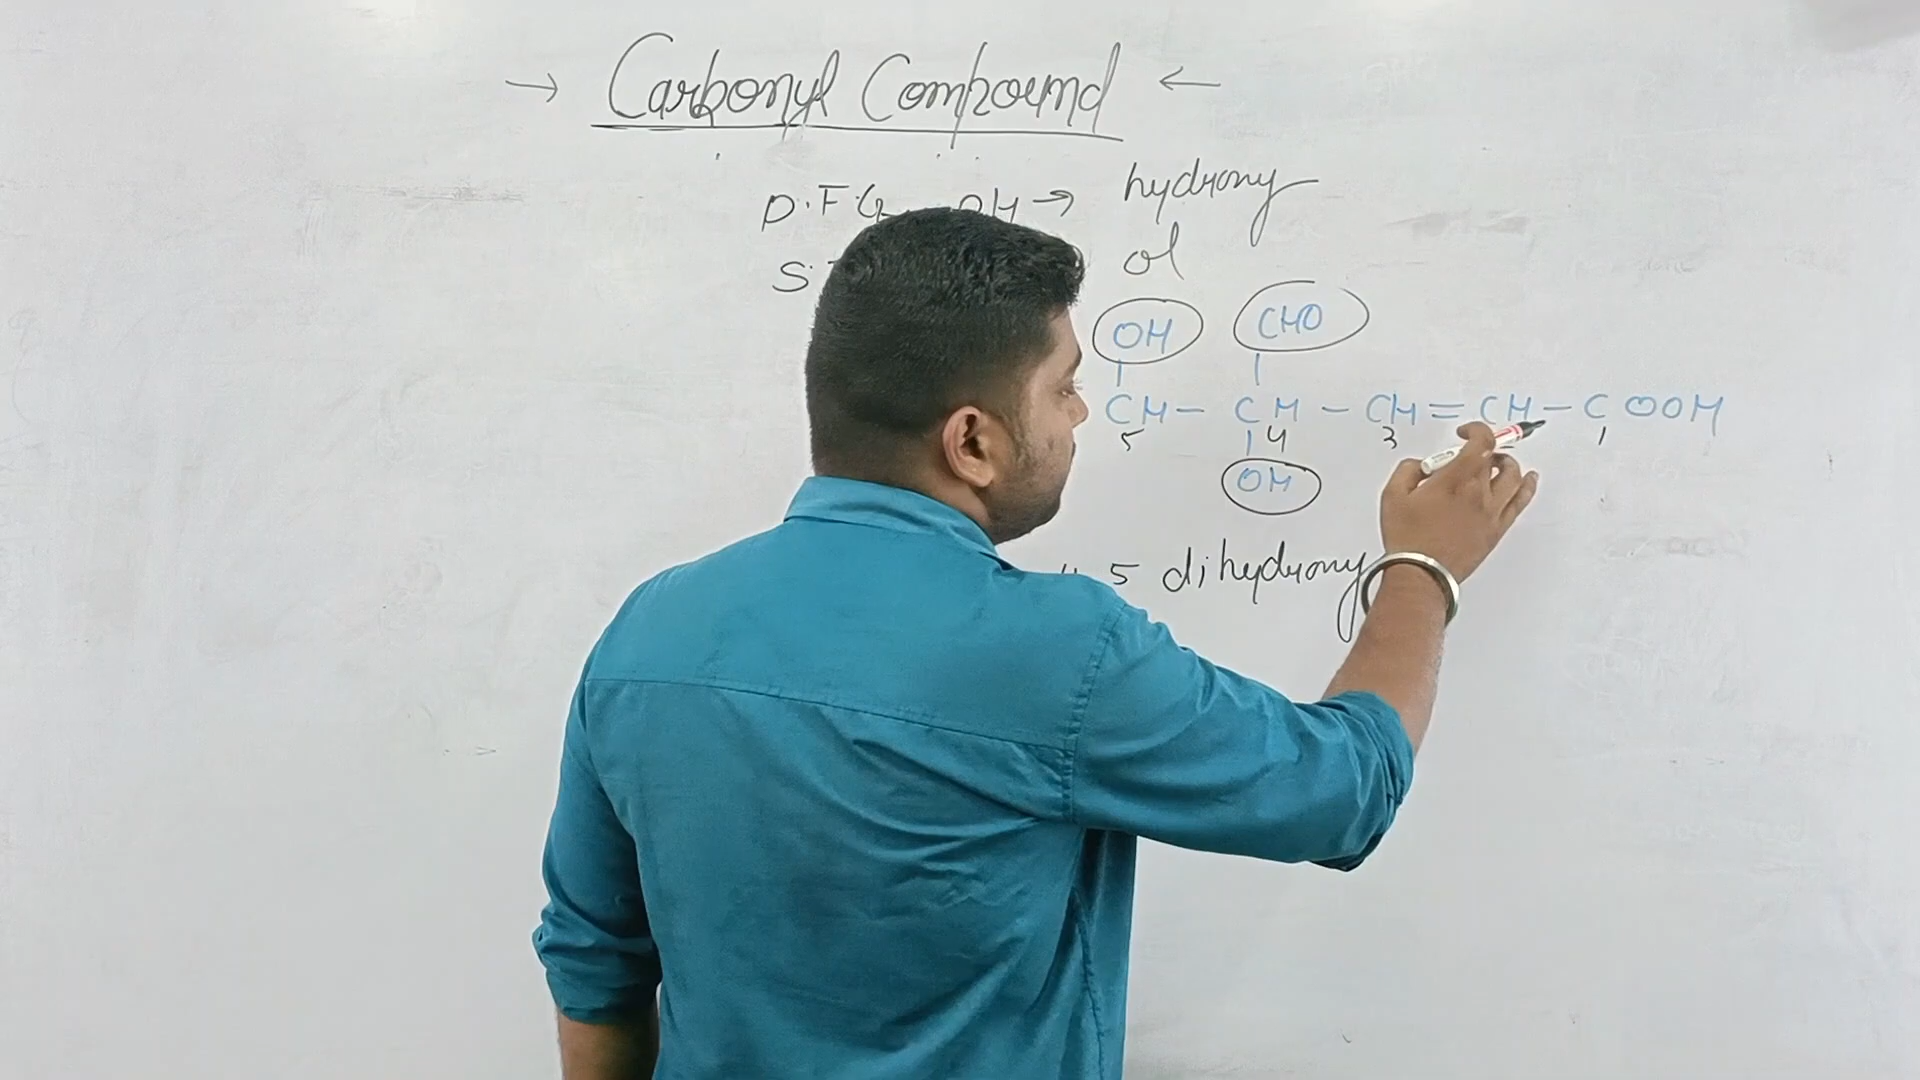 → Carbonyl Compound ←
P.F.G OH → hydroxy
S. ol
OH CHO
CH - CH - CH = CH - COOH
5 4 3 1
OH
5 dihydroxy